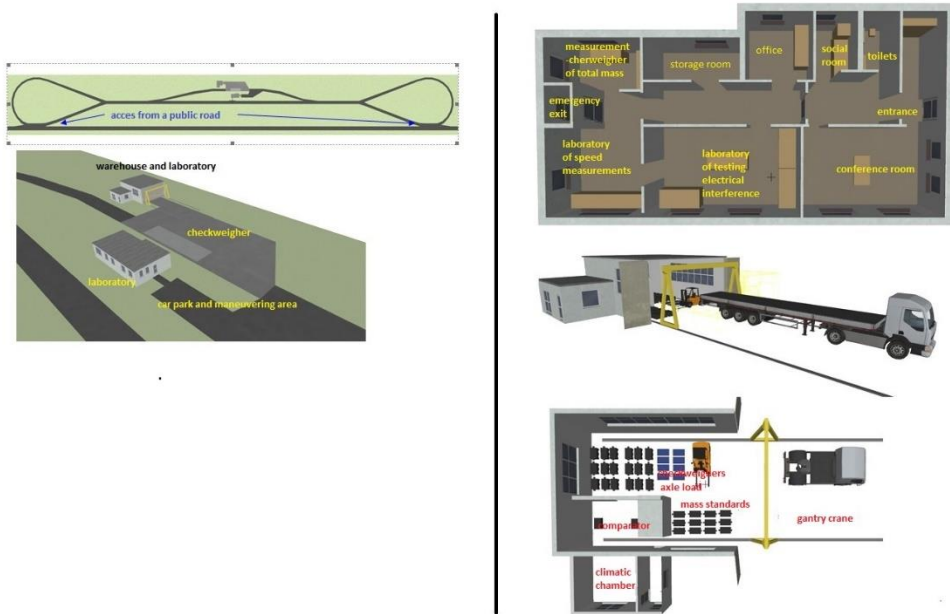 acces from a public road
warehouse and laboratory
checkweigher
laboratory
car park and maneuvering area
measurement
-cherweigher
of total mass
storage room
office
social
room
toilets
emergency
exit
entrance
laboratory
of speed
measurements
laboratory
of testing
electrical
interference
conference room
axle load
mass standards
comparator
gantry crane
climatic
chamber